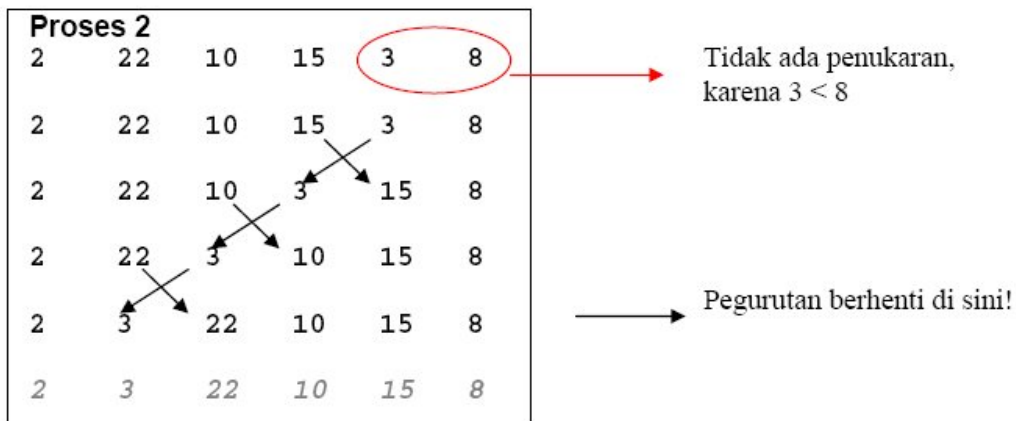 Proses 2
2 22 10 15 3 8
Tidak ada penukaran,
karena 3 < 8
2 22 10 15 3 8
2 22 10 3 15 8
2 22 3 10 15 8
2 3 22 10 15 8
Pegurutan berhenti di sini!
2 3 22 10 15 8